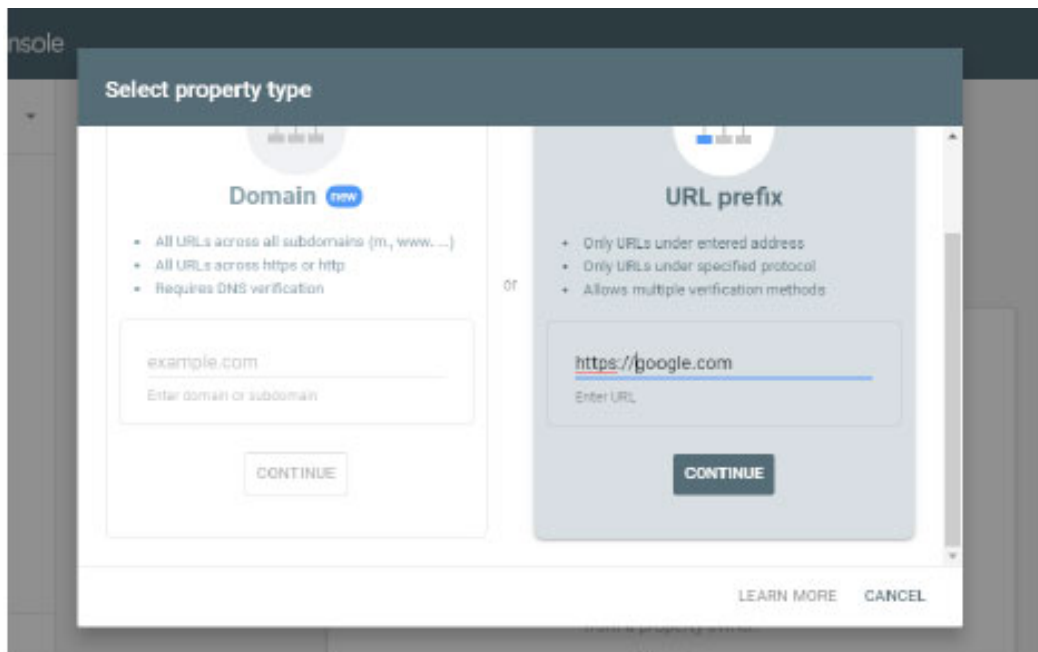 nsole
Select property type
Domain new
All URLs across all subdomains (m., www. ...)
All URLs across https or http
Requires DNS verification
example.com
Enter domain or subdomain
CONTINUE
or
URL prefix
Only URLs under entered address
Only URLs under specified protocol
Allows multiple verification methods
https://google.com
Enter URL
CONTINUE
LEARN MORE CANCEL